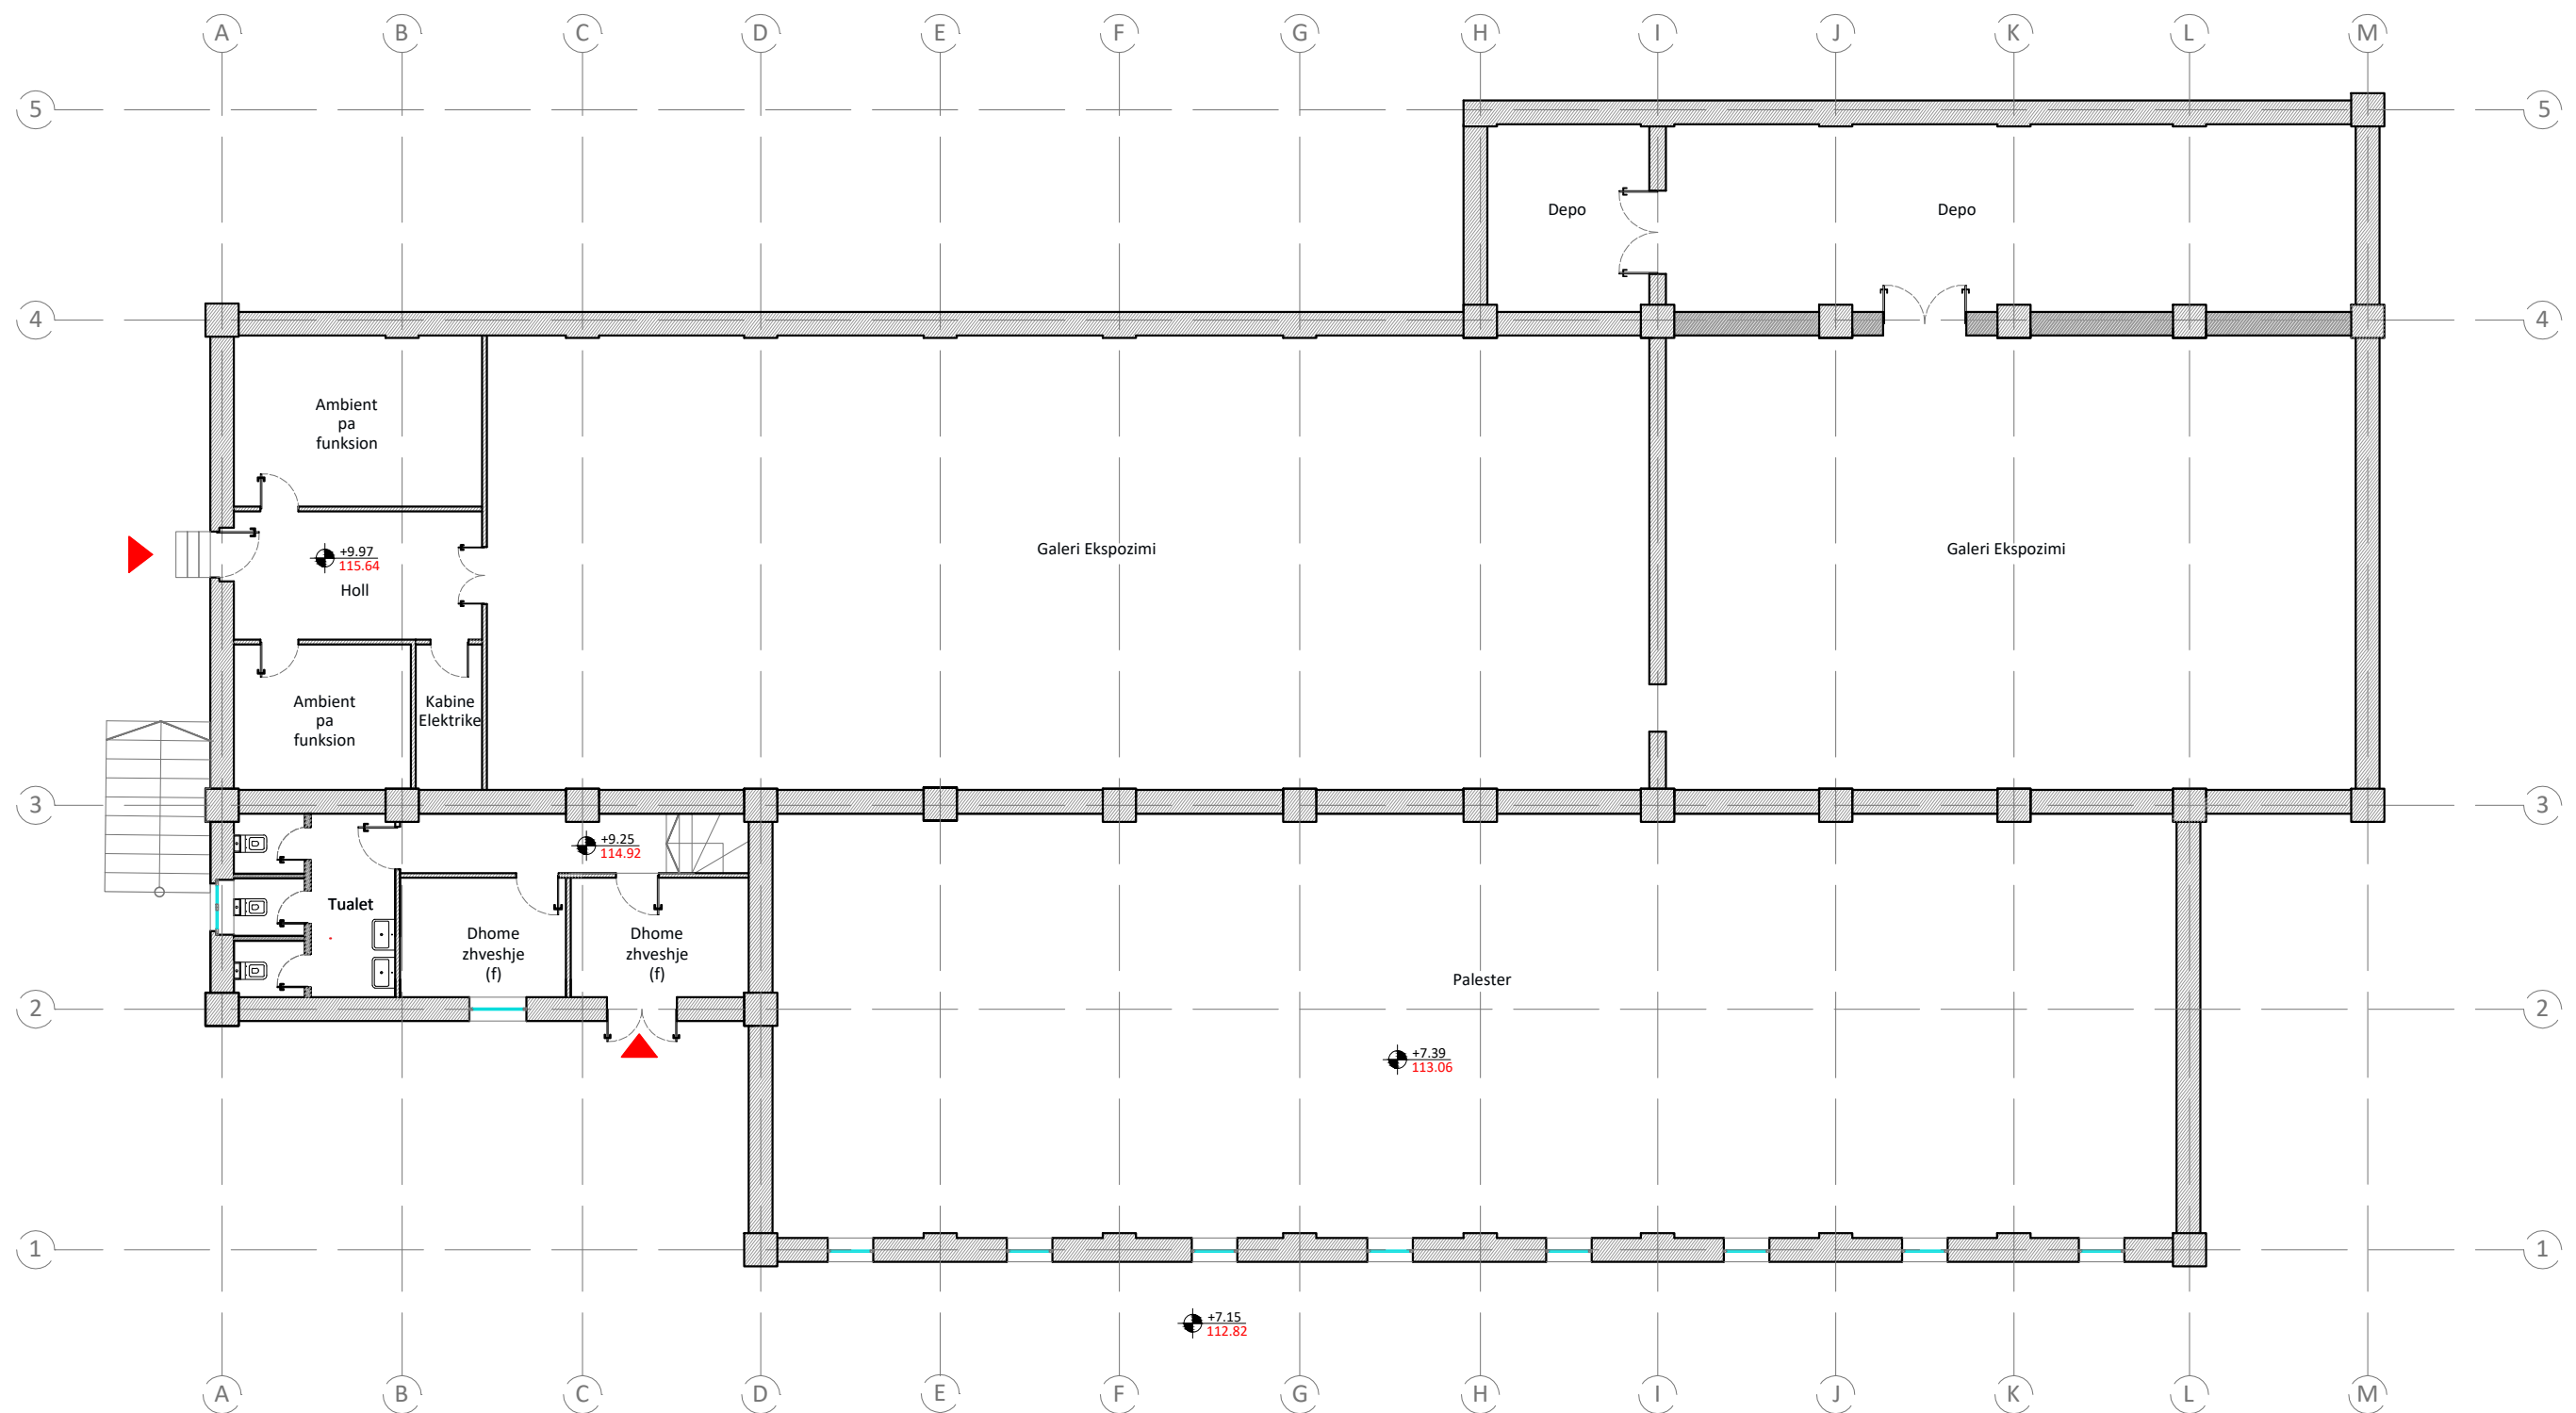 A B C D E F G H I J K L M
5 5
Depo Depo
4 4
Ambient
pa
funksion
+9.97
115.64
Holl
Galeri Ekspozimi Galeri Ekspozimi
Ambient
pa
funksion
Kabine
Elektrike
3 3
+9.25
114.92
Tualet
Dhome
zhveshje
(f)
Dhome
zhveshje
(f)
Palester
2 2
+7.39
113.06
1 1
+7.15
112.82
A B C D E F G H I J K L M